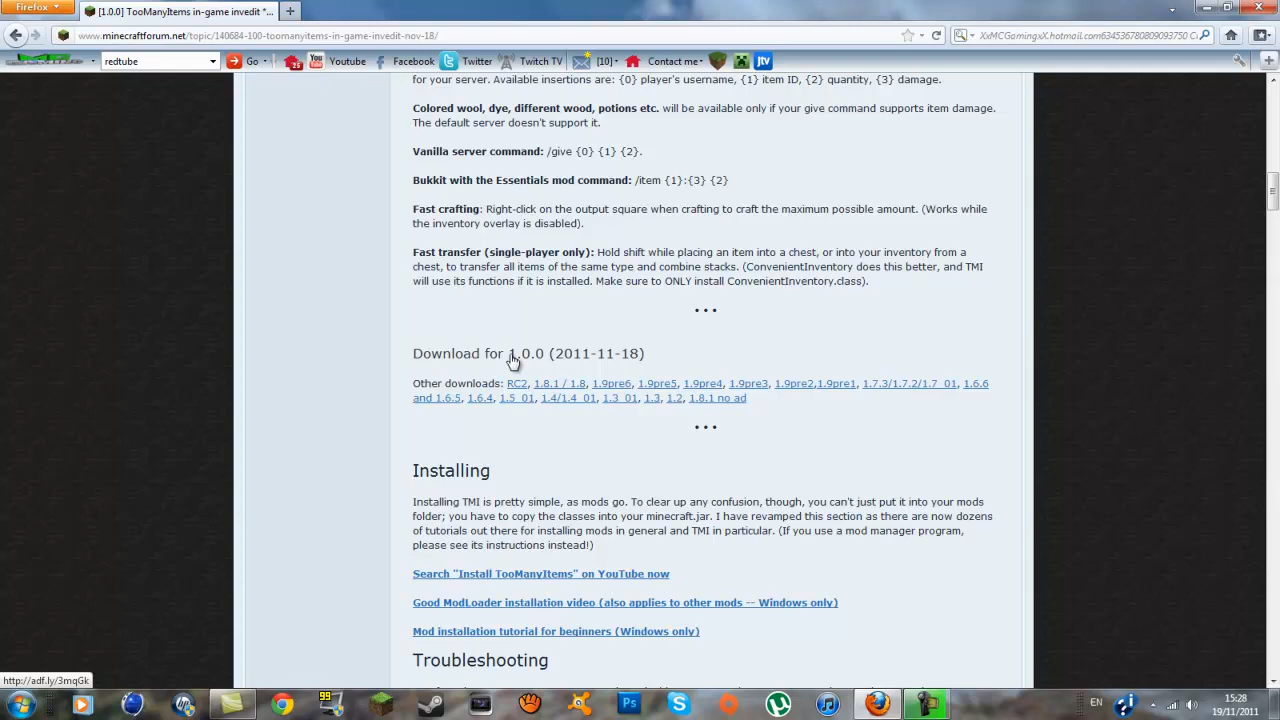 Firefox
[1.0.0] TooManyItems in-game invedit *...
www.minecraftforum.net/topic/140684-100-toomanyitems-in-game-invedit-nov-18/
XxMCGamingxX.hotmail.com634536780809093750 Co
redtube
Go
Youtube
Facebook
Twitter
Twitch TV
[10]
Contact me
jtv
for your server. Available insertions are: {0} player's username, {1} item ID, {2} quantity, {3} damage.
Colored wool, dye, different wood, potions etc. will be available only if your give command supports item damage.
The default server doesn't support it.
Vanilla server command: /give {0} {1} {2}.
Bukkit with the Essentials mod command: /item {1}:{3} {2}
Fast crafting: Right-click on the output square when crafting to craft the maximum possible amount. (Works while
the inventory overlay is disabled).
Fast transfer (single-player only): Hold shift while placing an item into a chest, or into your inventory from a
chest, to transfer all items of the same type and combine stacks. (ConvenientInventory does this better, and TMI
will use its functions if it is installed. Make sure to ONLY install ConvenientInventory.class).
• • •
Download for 1.0.0 (2011-11-18)
Other downloads: RC2, 1.8.1 / 1.8, 1.9pre6, 1.9pre5, 1.9pre4, 1.9pre3, 1.9pre2,1.9pre1, 1.7.3/1.7.2/1.7_01, 1.6.6
and 1.6.5, 1.6.4, 1.5_01, 1.4/1.4_01, 1.3_01, 1.3, 1.2, 1.8.1 no ad
• • •
Installing
Installing TMI is pretty simple, as mods go. To clear up any confusion, though, you can't just put it into your mods
folder; you have to copy the classes into your minecraft.jar. I have revamped this section as there are now dozens
of tutorials out there for installing mods in general and TMI in particular. (If you use a mod manager program,
please see its instructions instead!)
Search "Install TooManyItems" on YouTube now
Good ModLoader installation video (also applies to other mods -- Windows only)
Mod installation tutorial for beginners (Windows only)
Troubleshooting
http://adf.ly/3mqGk
99
Ps
EN
15:28
19/11/2011